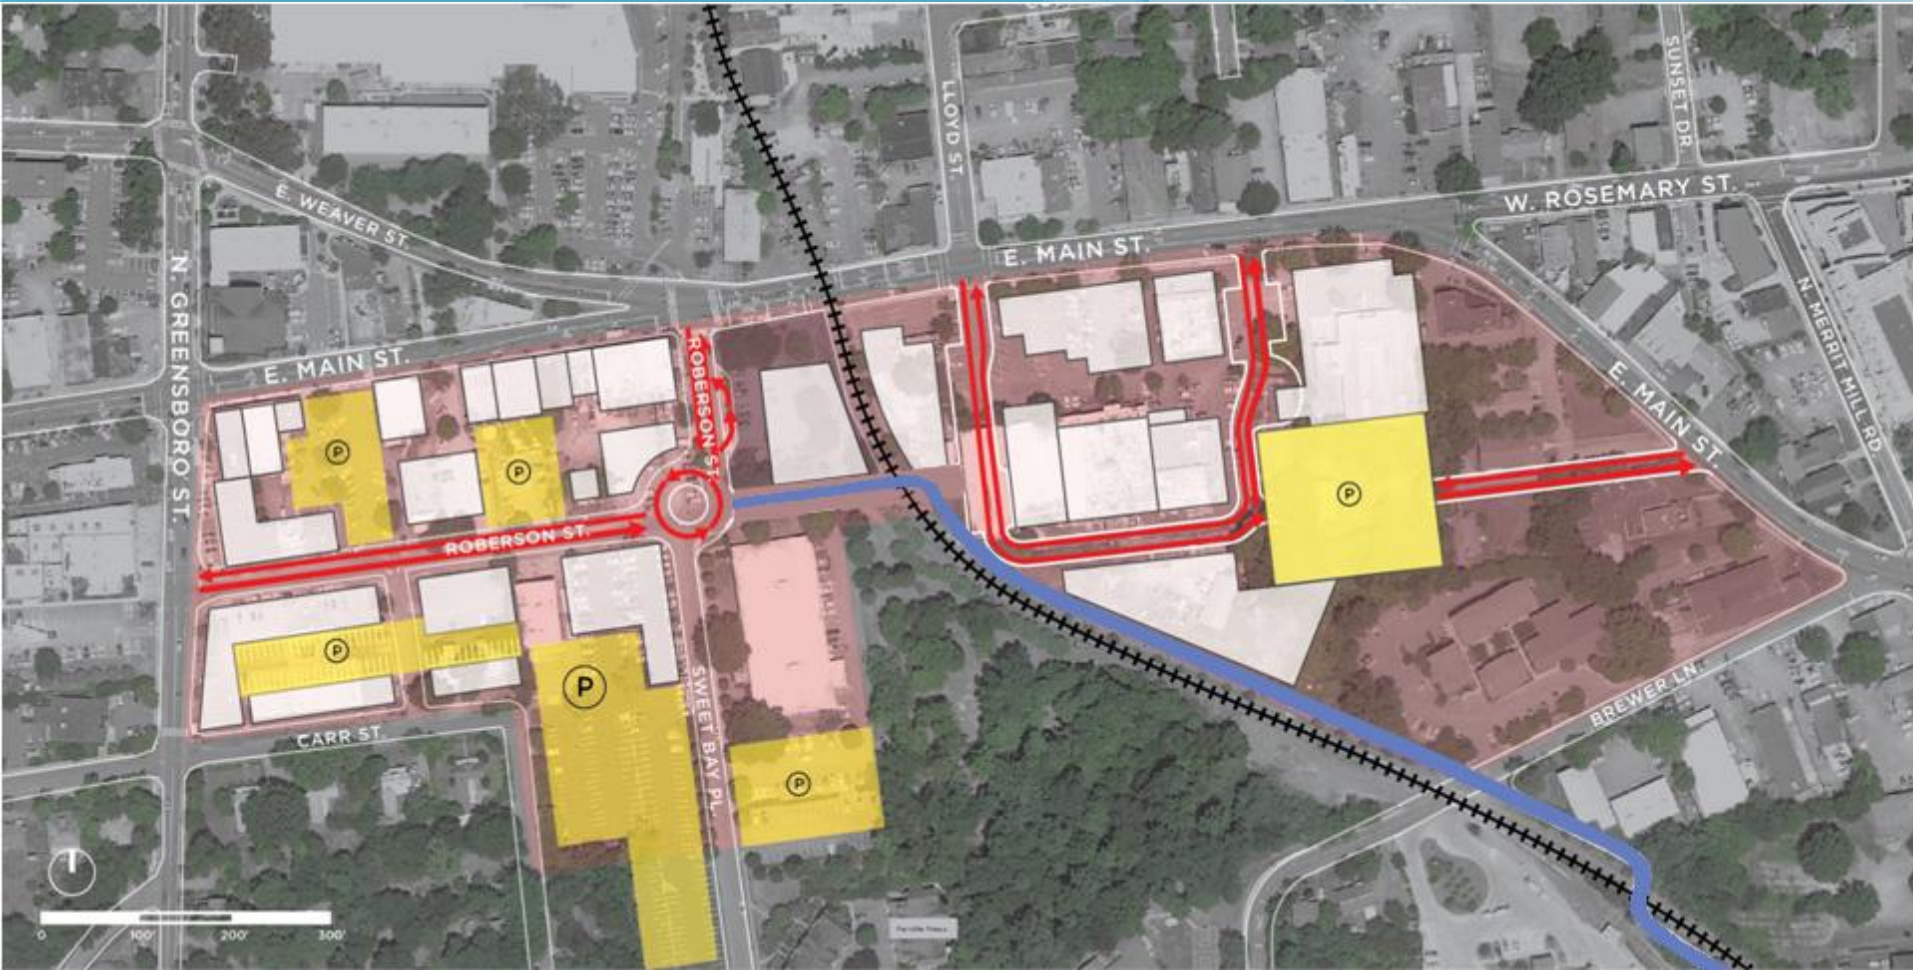 SUNSET DR
LLOYD ST.
W. ROSEMARY ST.
E. WEAVER ST.
E. MAIN ST.
N. GREENSBORO ST.
N MERRIT MILL RD
E. MAIN ST.
ROBERSON ST.
E. MAIN ST.
P
P
P
ROBERSON ST.
P
P
SWEET BAY PL.
BREWER LN.
CARR ST.
P
0 100' 200' 300'